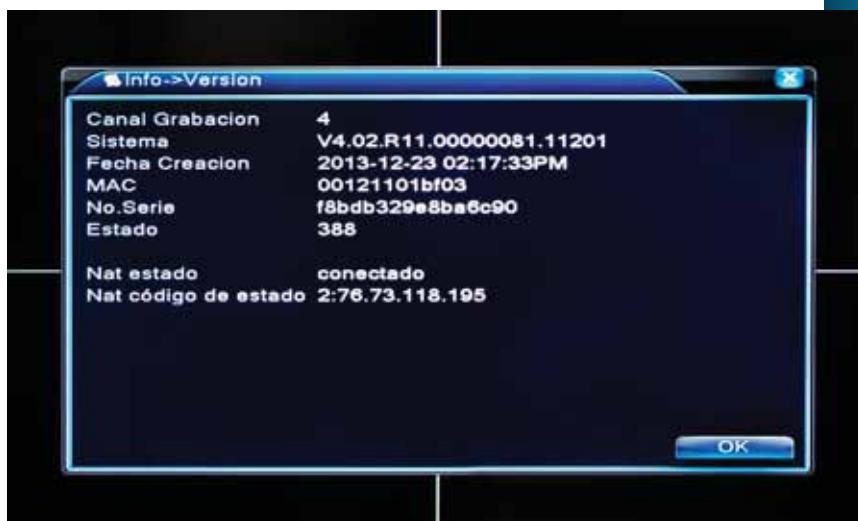 Info->Version
Canal Grabacion 4
Sistema V4.02.R11.00000081.11201
Fecha Creacion 2013-12-23 02:17:33PM
MAC 00121101bf03
No.Serie f8bdb329e8ba6c90
Estado 388
Nat estado conectado
Nat código de estado 2:76.73.118.195
OK